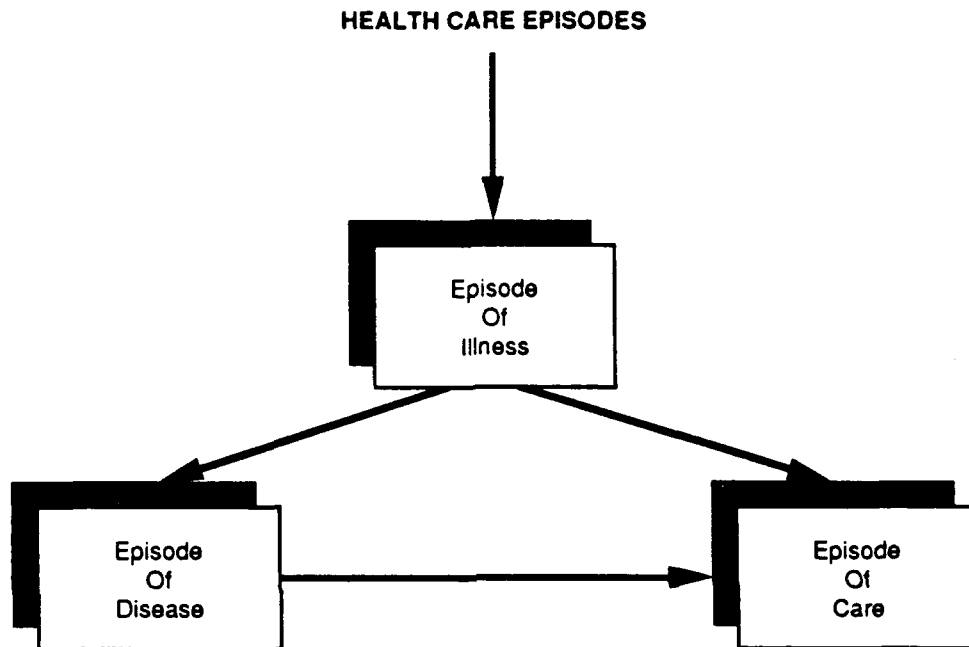 HEALTH CARE EPISODES
Episode
Of
Illness
Episode
Of
Disease
Episode
Of
Care